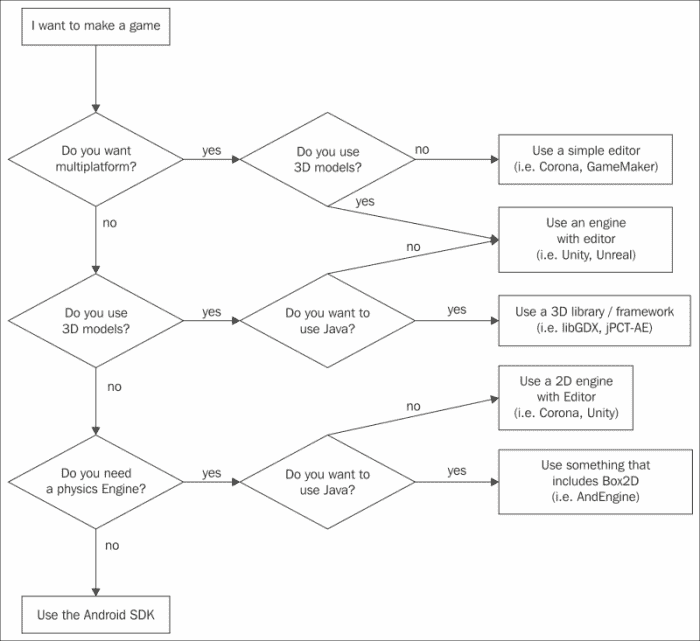 I want to make a game
Do you want
multiplatform?
yes
Do you use
3D models?
no
Use a simple editor
(i.e. Corona, GameMaker)
yes
no
Use an engine
with editor
(i.e. Unity, Unreal)
no
Do you use
3D models?
yes
Do you want to
use Java?
yes
Use a 3D library / framework
(i.e. libGDX, jPCT-AE)
no
Use a 2D engine
with Editor
(i.e. Corona, Unity)
no
Do you need
a physics Engine?
yes
Do you want to
use Java?
yes
Use something that
includes Box2D
(i.e. AndEngine)
no
Use the Android SDK